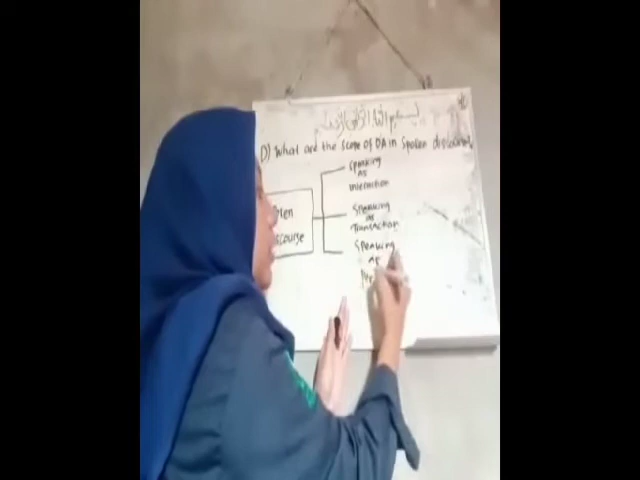 بسم الله الرحمن الرحيم
D) What are the scope of DA in Spoken discourse
Speaking
as
interaction
Speaking
as
Transaction
Speaking
as